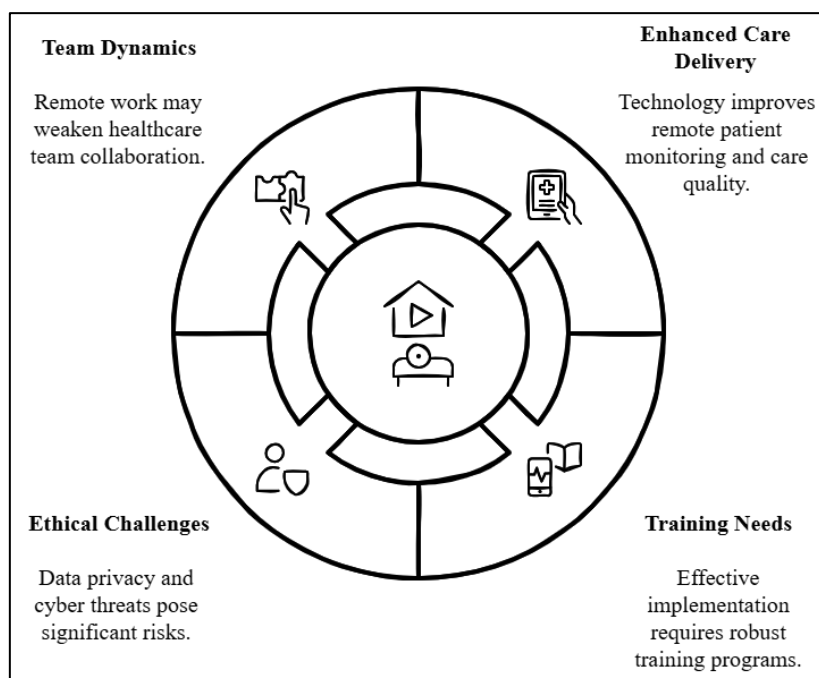 Team Dynamics
Remote work may
weaken healthcare
team collaboration.
Enhanced Care
Delivery
Technology improves
remote patient
monitoring and care
quality.
Ethical Challenges
Data privacy and
cyber threats pose
significant risks.
Training Needs
Effective
implementation
requires robust
training programs.